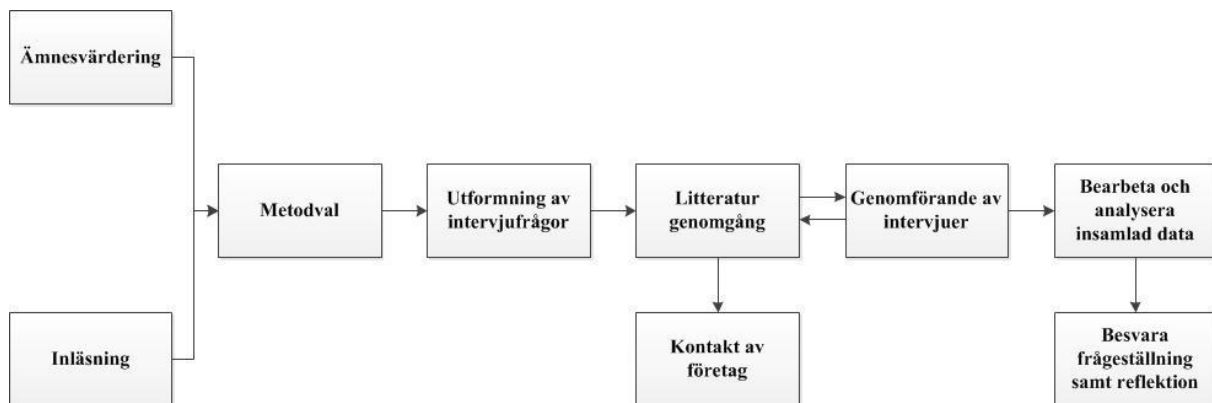 Ämnesvärdering
Inläsning
Metodval
Utformning av
intervjufrågor
Litteratur
genomgång
Kontakt av
företag
Genomförande av
intervjuer
Bearbeta och
analysera
insamlad data
Besvara
frågeställning
samt reflektion